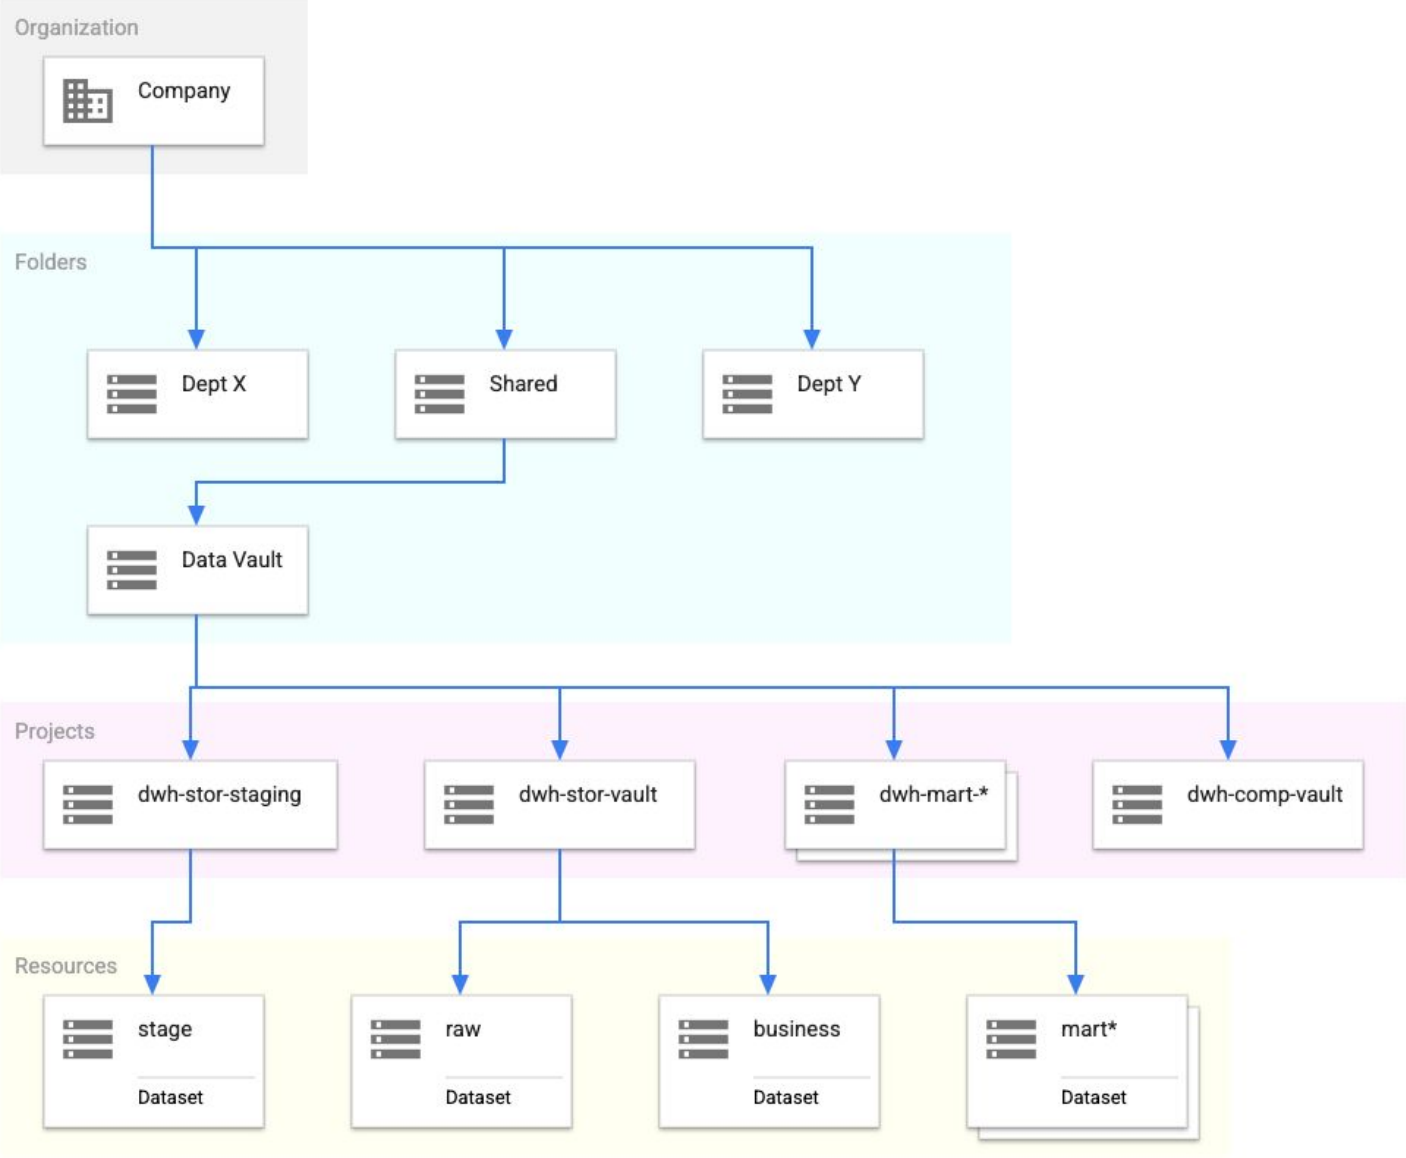 Organization
Company
Folders
Dept X
Shared
Dept Y
Data Vault
Projects
dwh-stor-staging
dwh-stor-vault
dwh-mart-*
dwh-comp-vault
Resources
stage
Dataset
raw
Dataset
business
Dataset
mart*
Dataset